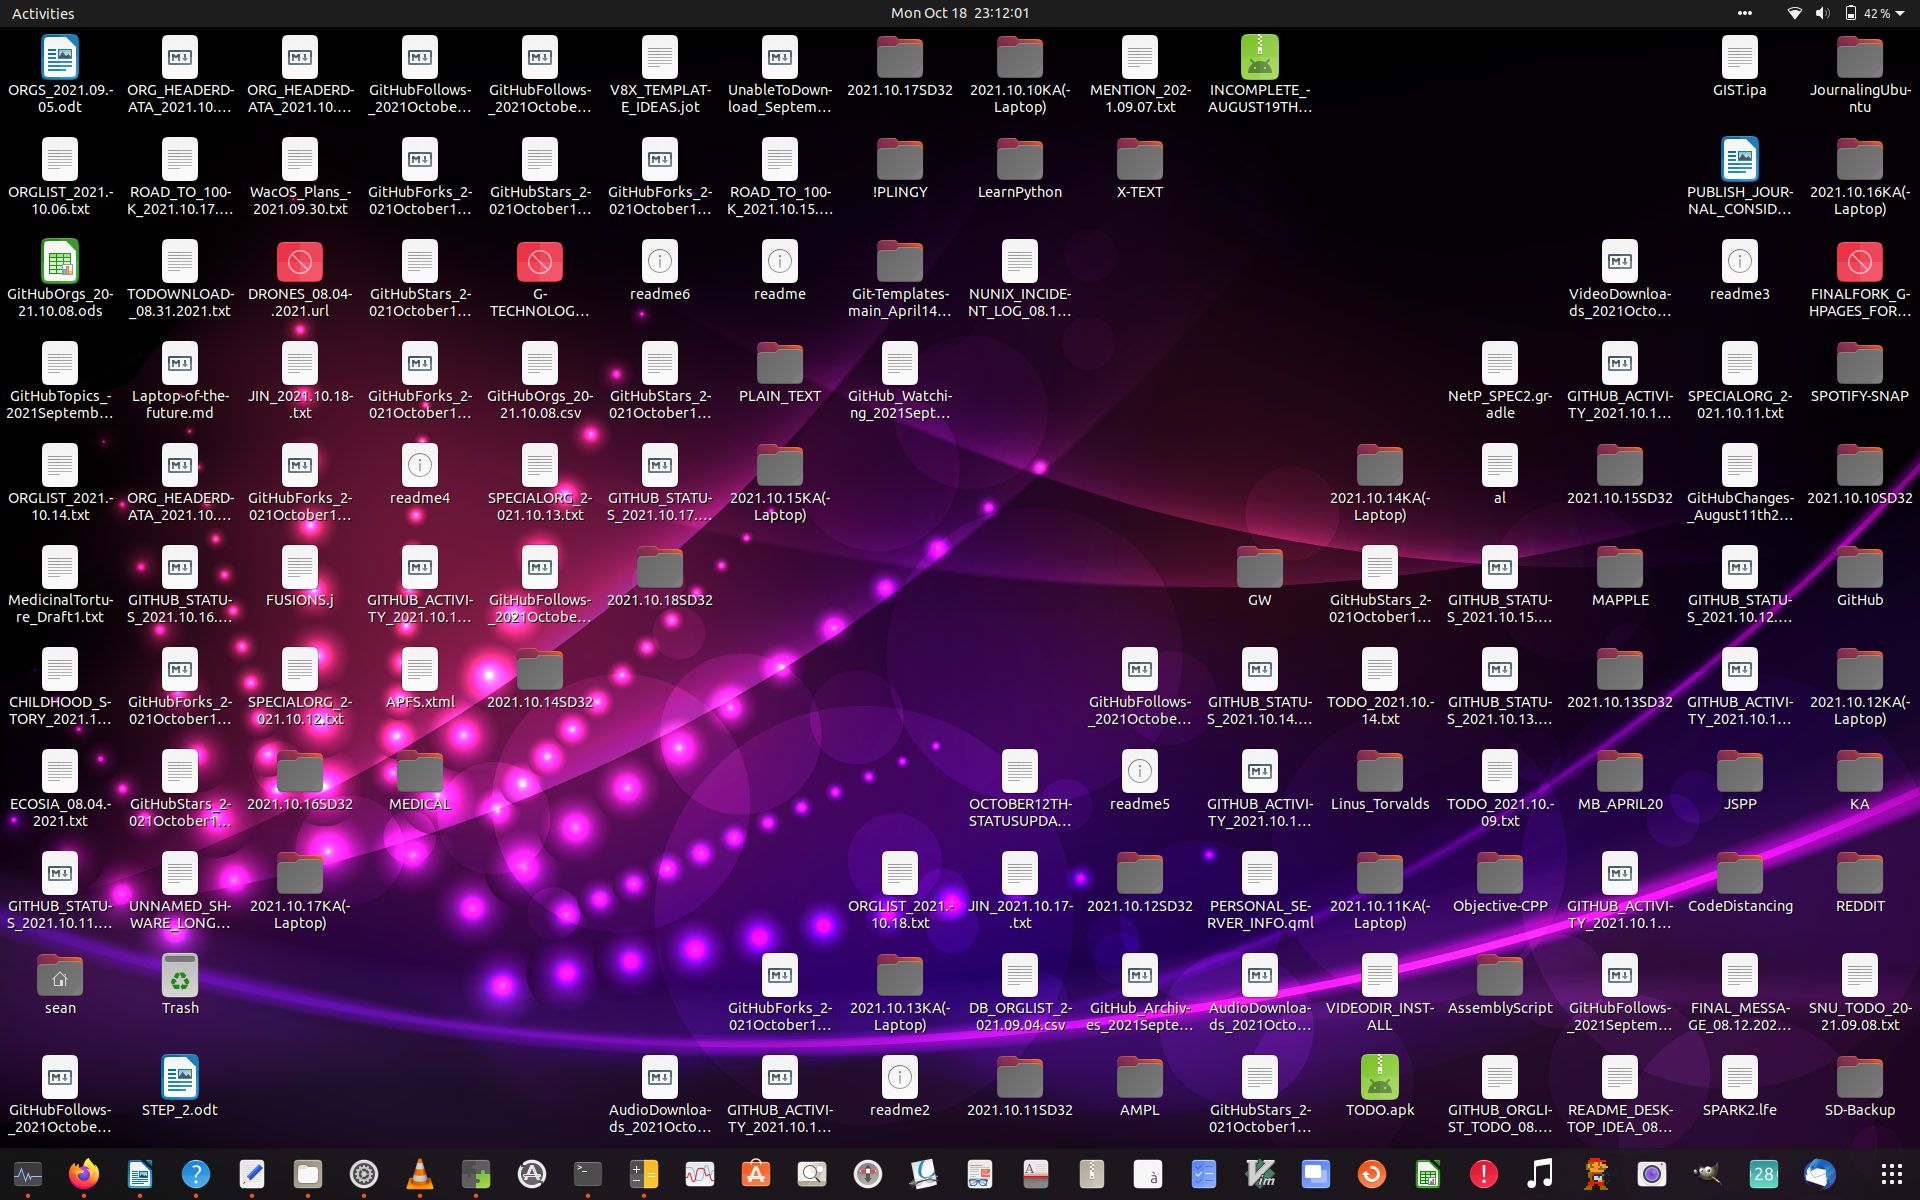 Activities
Mon Oct 18 23:12:01
42 %
ORGS_2021.09.-
05.odt
ORG_HEADERD-
ATA_2021.10.…
ORG_HEADERD-
ATA_2021.10.…
GitHubFollows-
_2021Octobe…
GitHubFollows-
_2021Octobe…
V8X_TEMPLAT-
E_IDEAS.jot
UnableToDown-
load_Septem…
2021.10.17SD32
2021.10.10KA(-
Laptop)
MENTION_202-
1.09.07.txt
INCOMPLETE_-
AUGUST19TH…
GIST.ipa
JournalingUbu-
ntu
ORGLIST_2021.-
10.06.txt
ROAD_TO_100-
K_2021.10.17.…
WacOS_Plans_-
2021.09.30.txt
GitHubForks_2-
021October1…
GitHubStars_2-
021October1…
GitHubForks_2-
021October1…
ROAD_TO_100-
K_2021.10.15.…
!PLINGY
LearnPython
X-TEXT
PUBLISH_JOUR-
NAL_CONSID…
2021.10.16KA(-
Laptop)
GitHubOrgs_20-
21.10.08.ods
TODOWNLOAD-
_08.31.2021.txt
DRONES_08.04-
.2021.url
GitHubStars_2-
021October1…
G-
TECHNOLOG…
readme6
readme
Git-Templates-
main_April14…
NUNIX_INCIDE-
NT_LOG_08.1…
VideoDownloa-
ds_2021Octo…
readme3
FINALFORK_G-
HPAGES_FOR…
GitHubTopics_-
2021Septemb…
Laptop-of-the-
future.md
JIN_2021.10.18-
.txt
GitHubForks_2-
021October1…
GitHubOrgs_20-
21.10.08.csv
GitHubStars_2-
021October1…
PLAIN_TEXT
GitHub_Watchi-
ng_2021Sept…
NetP_SPEC2.gr-
adle
GITHUB_ACTIVI-
TY_2021.10.1…
SPECIALORG_2-
021.10.11.txt
SPOTIFY-SNAP
ORGLIST_2021.-
10.14.txt
ORG_HEADERD-
ATA_2021.10.…
GitHubForks_2-
021October1…
readme4
SPECIALORG_2-
021.10.13.txt
GITHUB_STATU-
S_2021.10.17.…
2021.10.15KA(-
Laptop)
2021.10.14KA(-
Laptop)
al
2021.10.15SD32
GitHubChanges-
_August11th2…
2021.10.10SD32
MedicinalTortu-
re_Draft1.txt
GITHUB_STATU-
S_2021.10.16.…
FUSIONS.j
GITHUB_ACTIVI-
TY_2021.10.1…
GitHubFollows-
_2021Octobe…
2021.10.18SD32
GW
GitHubStars_2-
021October1…
GITHUB_STATU-
S_2021.10.15.…
MAPPLE
GITHUB_STATU-
S_2021.10.12.…
GitHub
CHILDHOOD_S-
TORY_2021.1…
GitHubForks_2-
021October1…
SPECIALORG_2-
021.10.12.txt
APFS.xtml
2021.10.14SD32
GitHubFollows-
_2021Octobe…
GITHUB_STATU-
S_2021.10.14.…
TODO_2021.10.-
14.txt
GITHUB_STATU-
S_2021.10.13.…
2021.10.13SD32
GITHUB_ACTIVI-
TY_2021.10.1…
2021.10.12KA(-
Laptop)
ECOSIA_08.04.-
2021.txt
GitHubStars_2-
021October1…
2021.10.16SD32
MEDICAL
OCTOBER12TH-
STATUSUPDA…
readme5
GITHUB_ACTIVI-
TY_2021.10.1…
Linus_Torvalds
TODO_2021.10.-
09.txt
MB_APRIL20
JSPP
KA
GITHUB_STATU-
S_2021.10.11.…
UNNAMED_SH-
WARE_LONG…
2021.10.17KA(-
Laptop)
ORGLIST_2021.-
10.18.txt
JIN_2021.10.17-
.txt
2021.10.12SD32
PERSONAL_SE-
RVER_INFO.qml
2021.10.11KA(-
Laptop)
Objective-CPP
GITHUB_ACTIVI-
TY_2021.10.1…
CodeDistancing
REDDIT
sean
Trash
GitHubForks_2-
021October1…
2021.10.13KA(-
Laptop)
DB_ORGLIST_2-
021.09.04.csv
GitHub_Archiv-
es_2021Septe…
AudioDownloa-
ds_2021Octo…
VIDEODIR_INST-
ALL
AssemblyScript
GitHubFollows-
_2021Septem…
FINAL_MESSA-
GE_08.12.202…
SNU_TODO_20-
21.09.08.txt
GitHubFollows-
_2021Octobe…
STEP_2.odt
AudioDownloa-
ds_2021Octo…
GITHUB_ACTIVI-
TY_2021.10.1…
readme2
2021.10.11SD32
AMPL
GitHubStars_2-
021October1…
TODO.apk
GITHUB_ORGLI-
ST_TODO_08.…
README_DESK-
TOP_IDEA_08…
SPARK2.lfe
SD-Backup
28